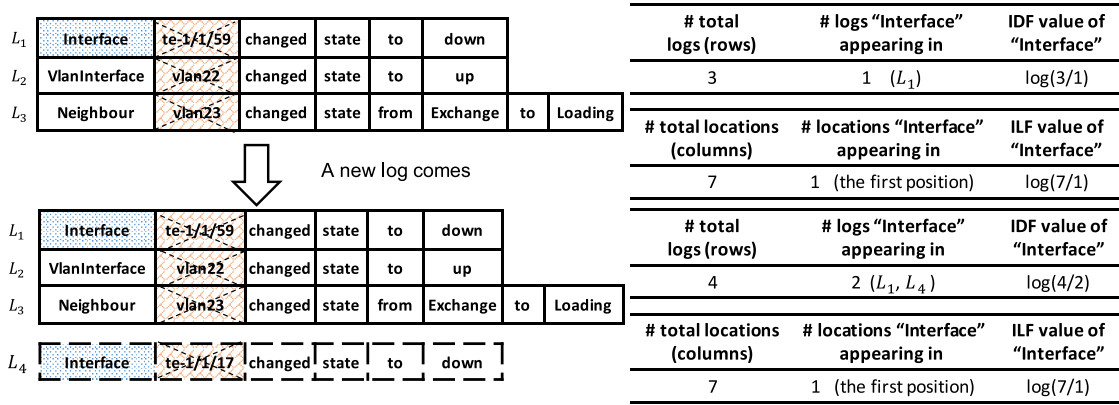 L1 Interface te-1/1/59 changed state to down
L2 VlanInterface vlan22 changed state to up
L3 Neighbour vlan23 changed state from Exchange to Loading
A new log comes
L1 Interface te-1/1/59 changed state to down
L2 VlanInterface vlan22 changed state to up
L3 Neighbour vlan23 changed state from Exchange to Loading
L4 Interface te-1/1/17 changed state to down
# total # logs “Interface” IDF value of
logs (rows) appearing in “Interface”
3 1 (L1) log(3/1)
# total locations # locations “Interface” ILF value of
(columns) appearing in “Interface”
7 1 (the first position) log(7/1)
# total # logs “Interface” IDF value of
logs (rows) appearing in “Interface”
4 2 (L1, L4) log(4/2)
# total locations # locations “Interface” ILF value of
(columns) appearing in “Interface”
7 1 (the first position) log(7/1)